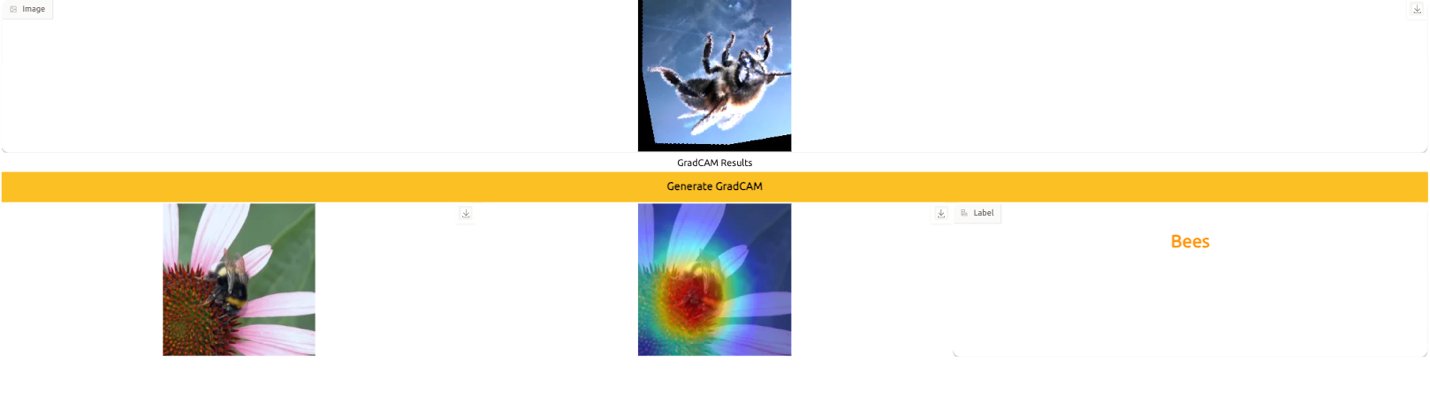 Image
GradCAM Results
Generate GradCAM
Label
Bees